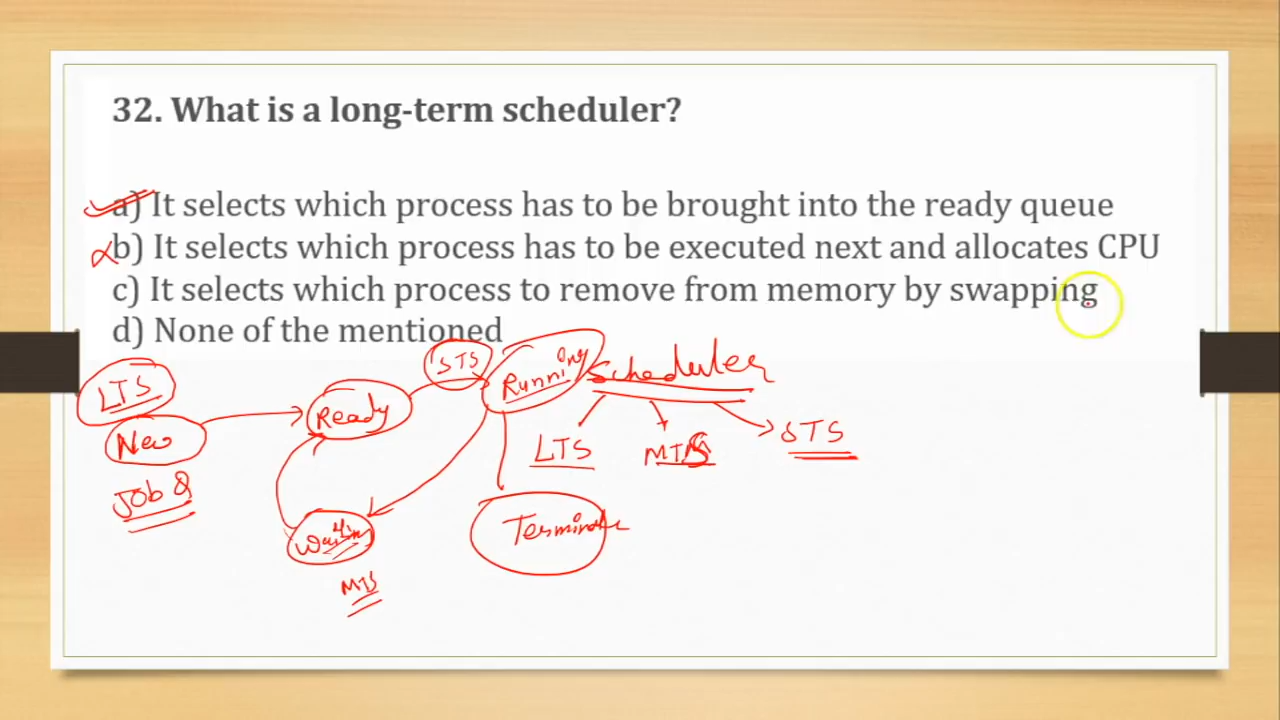 32. What is a long-term scheduler?
a) It selects which process has to be brought into the ready queue
b) It selects which process has to be executed next and allocates CPU
c) It selects which process to remove from memory by swapping
d) None of the mentioned
STS
Running
Scheduler
LTS
Ready
New
LTS
MTS
STS
Job Q
Waiting
Terminate
MTS